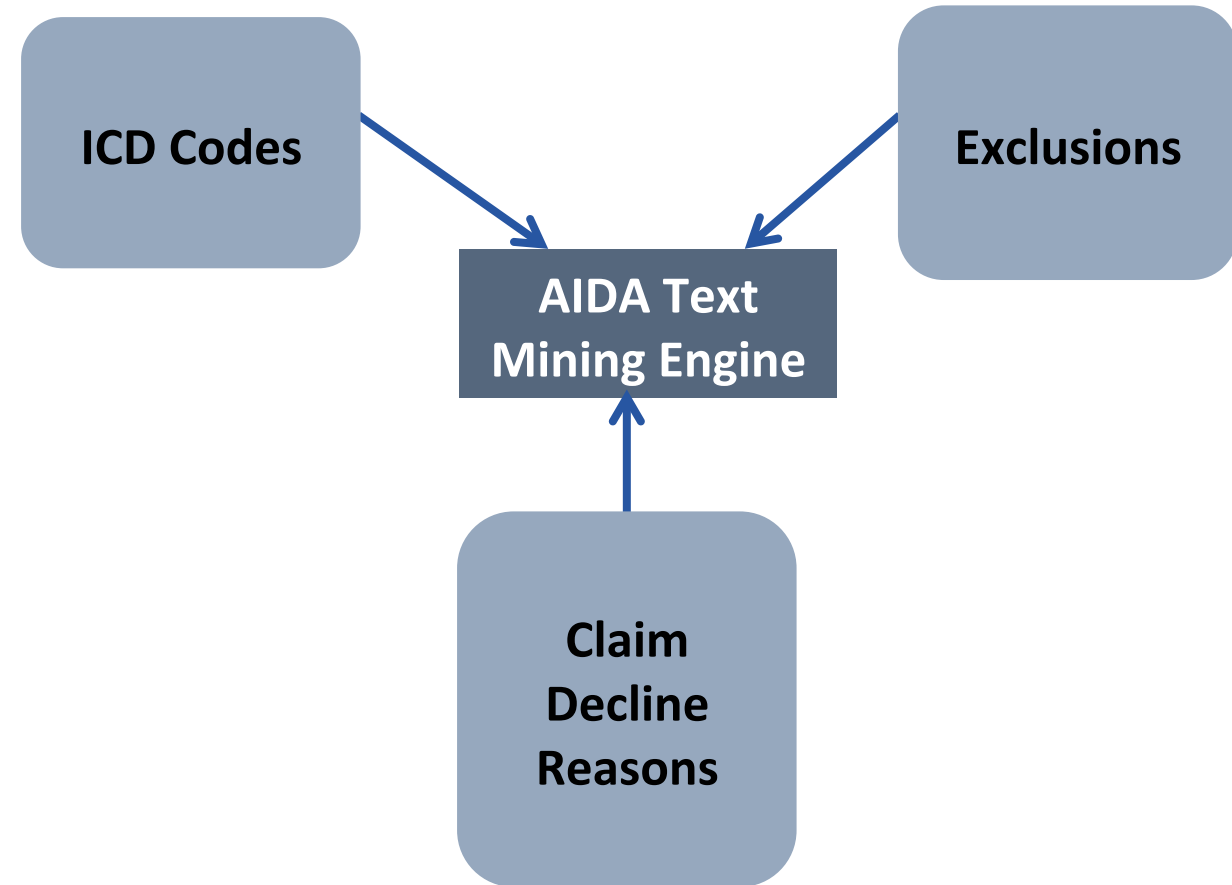 ICD Codes
Exclusions
AIDA Text
Mining Engine
Claim
Decline
Reasons